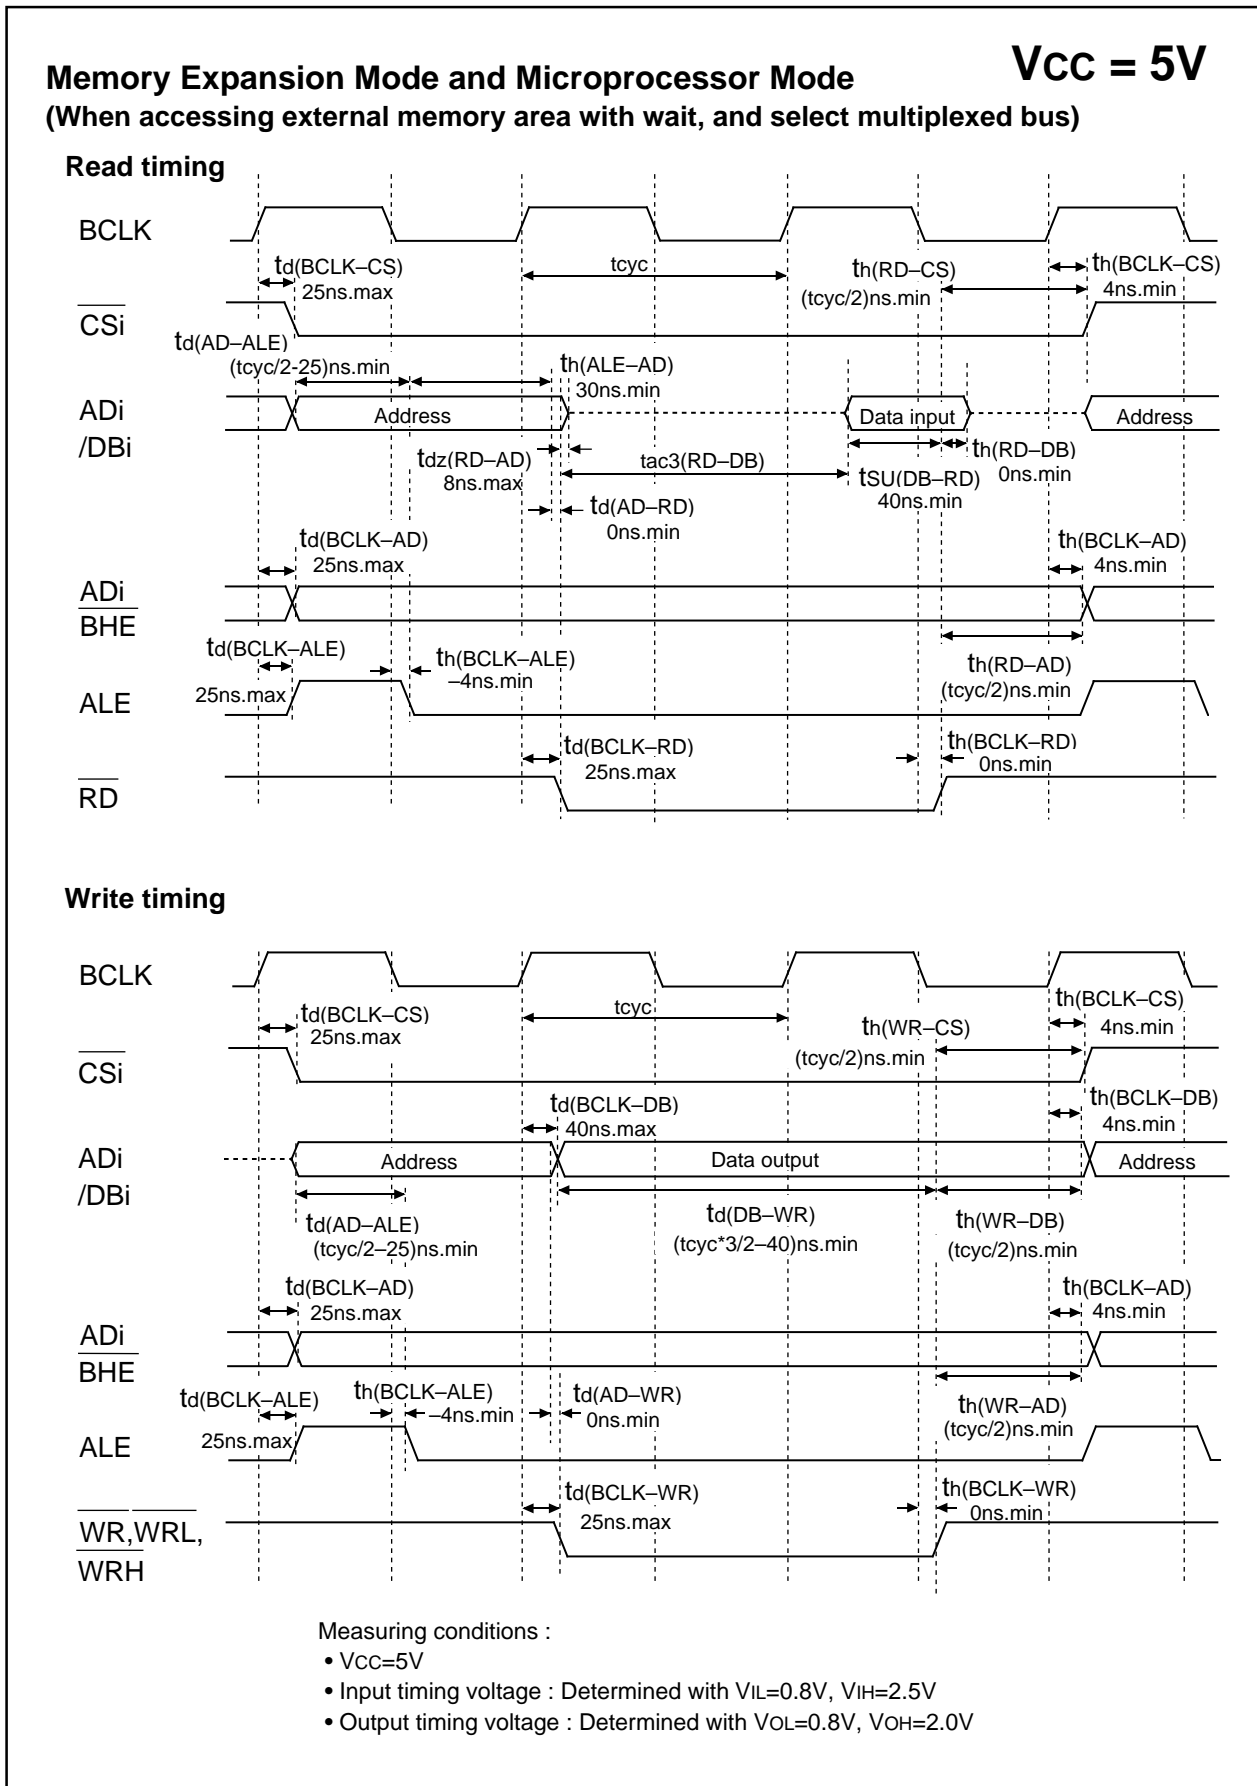 VCC = 5V
Memory Expansion Mode and Microprocessor Mode
(When accessing external memory area with wait, and select multiplexed bus)
Read timing
BCLK
td(BCLK–CS)
25ns.max
tcyc
th(RD–CS)
(tcyc/2)ns.min
th(BCLK–CS)
4ns.min
CSi
td(AD–ALE)
(tcyc/2-25)ns.min
th(ALE–AD)
30ns.min
ADi
/DBi
Address
Data input
Address
tdz(RD–AD)
8ns.max
tac3(RD–DB)
tSU(DB–RD)
40ns.min
th(RD–DB)
0ns.min
td(AD–RD)
0ns.min
td(BCLK–AD)
25ns.max
th(BCLK–AD)
4ns.min
ADi
BHE
td(BCLK–ALE)
25ns.max
th(BCLK–ALE)
–4ns.min
th(RD–AD)
(tcyc/2)ns.min
ALE
td(BCLK–RD)
25ns.max
th(BCLK–RD)
0ns.min
RD
Write timing
BCLK
td(BCLK–CS)
25ns.max
tcyc
th(WR–CS)
(tcyc/2)ns.min
th(BCLK–CS)
4ns.min
CSi
td(BCLK–DB)
40ns.max
th(BCLK–DB)
4ns.min
ADi
/DBi
Address
Data output
Address
td(AD–ALE)
(tcyc/2–25)ns.min
td(DB–WR)
(tcyc*3/2–40)ns.min
th(WR–DB)
(tcyc/2)ns.min
td(BCLK–AD)
25ns.max
th(BCLK–AD)
4ns.min
ADi
BHE
td(BCLK–ALE)
25ns.max
th(BCLK–ALE)
–4ns.min
td(AD–WR)
0ns.min
th(WR–AD)
(tcyc/2)ns.min
ALE
td(BCLK–WR)
25ns.max
th(BCLK–WR)
0ns.min
WR,WRL,
WRH
Measuring conditions :
• VCC=5V
• Input timing voltage : Determined with VIL=0.8V, VIH=2.5V
• Output timing voltage : Determined with VOL=0.8V, VOH=2.0V